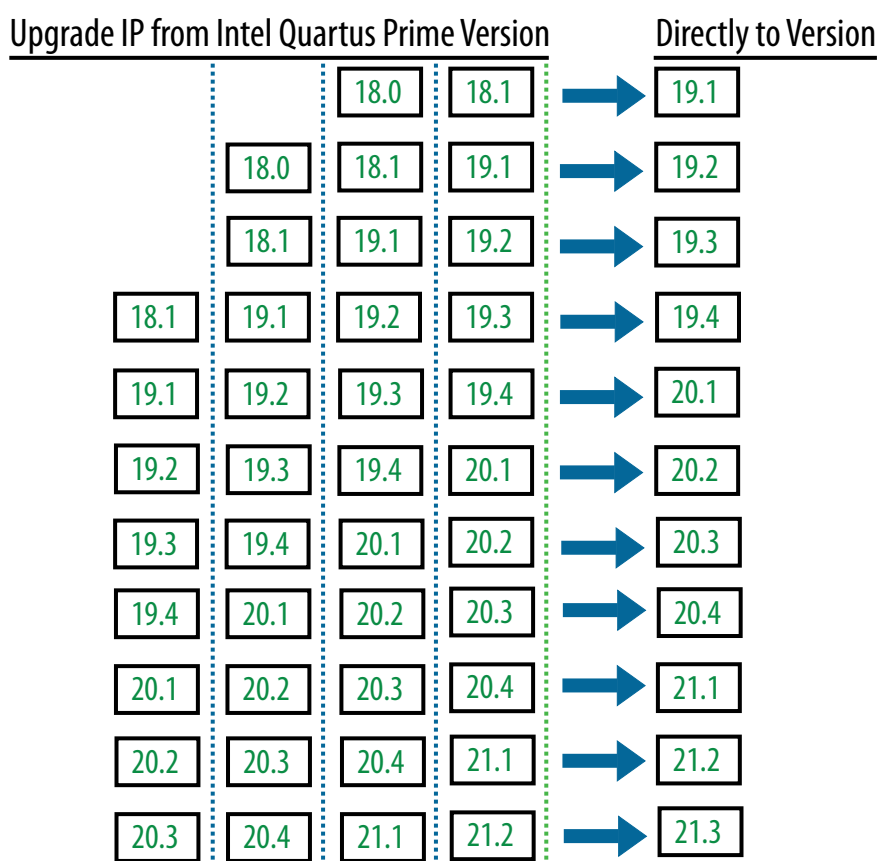 Upgrade IP from Intel Quartus Prime Version Directly to Version
18.0 18.1 19.1
18.0 18.1 19.1 19.2
18.1 19.1 19.2 19.3
18.1 19.1 19.2 19.3 19.4
19.1 19.2 19.3 19.4 20.1
19.2 19.3 19.4 20.1 20.2
19.3 19.4 20.1 20.2 20.3
19.4 20.1 20.2 20.3 20.4
20.1 20.2 20.3 20.4 21.1
20.2 20.3 20.4 21.1 21.2
20.3 20.4 21.1 21.2 21.3